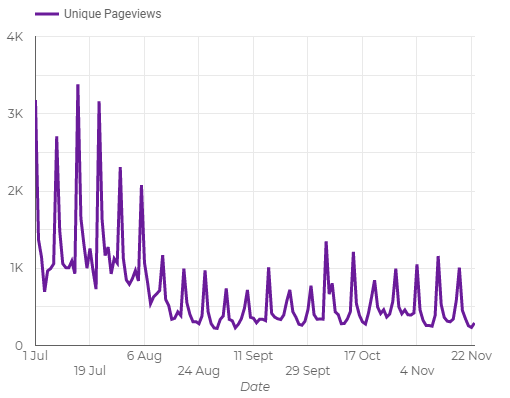 Unique Pageviews
4K
3K
2K
1K
0
1 Jul 6 Aug 11 Sept 17 Oct 22 Nov
19 Jul 24 Aug 29 Sept 4 Nov
Date